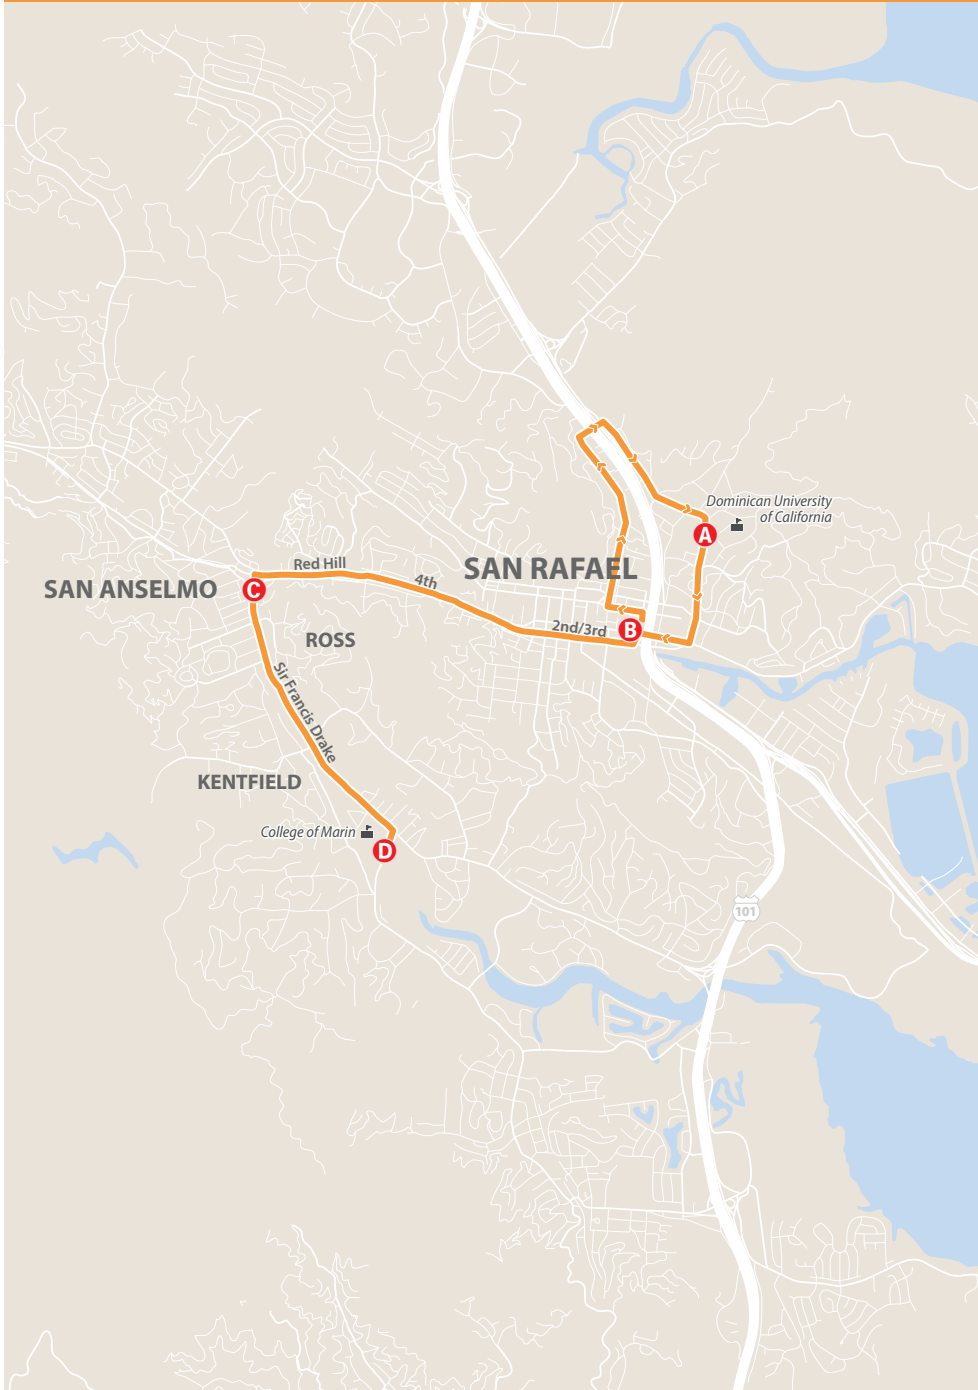 Dominican University
of California
A
SAN RAFAEL
Red Hill
4th
SAN ANSELMO
C
2nd/3rd
B
ROSS
Sir Francis Drake
KENTFIELD
College of Marin
D
101